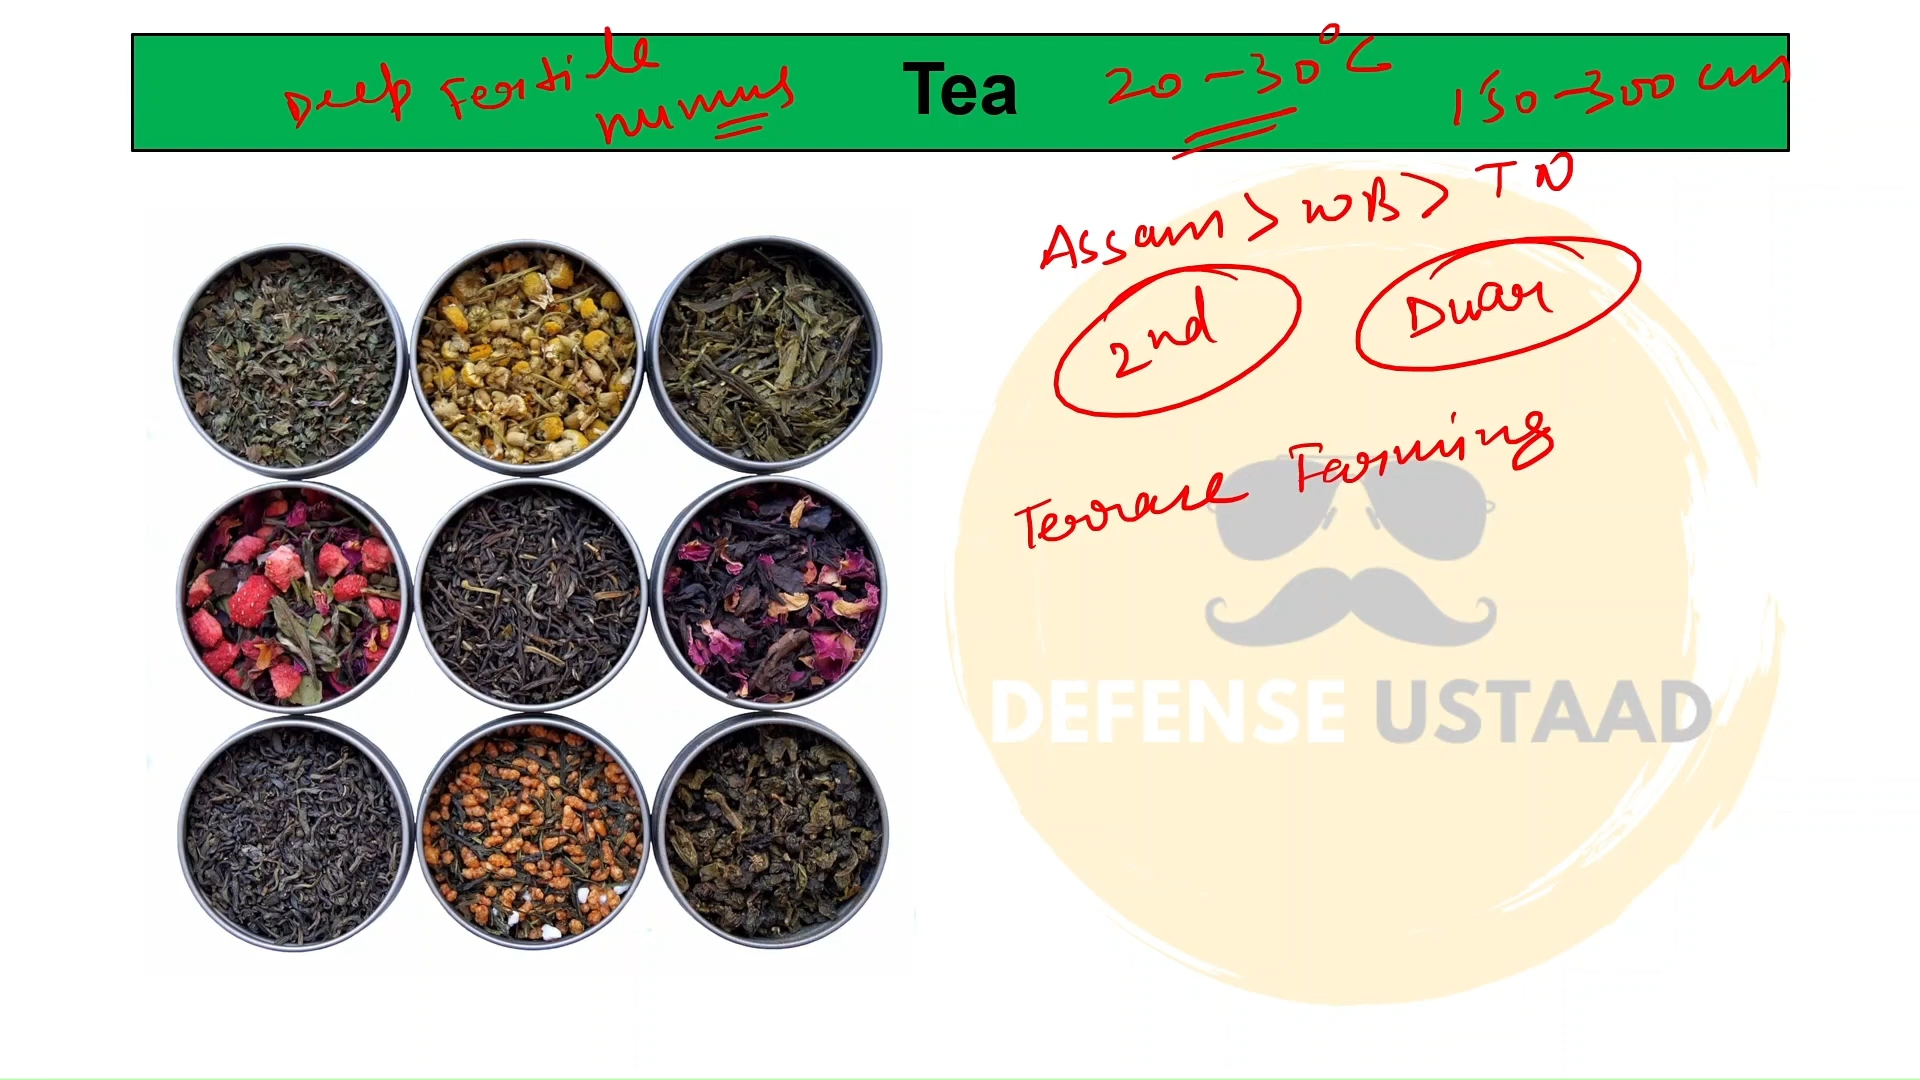 Deep Fertile
humus
Tea
20-30°C
150-300 cm
Assam > WB > TN
2nd
Duar
Terrace Farming
DEFENSE USTAAD